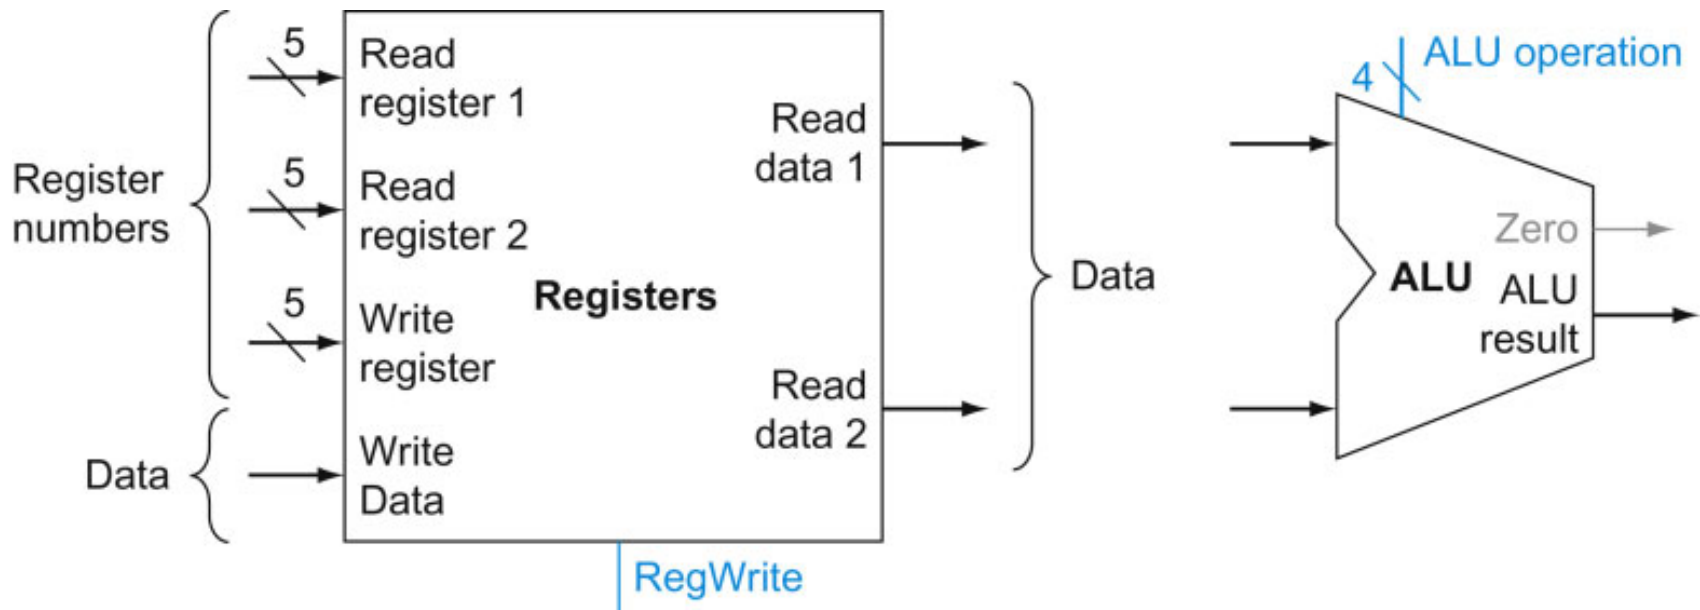 Register
numbers
Data
5
5
5
Read
register 1
Read
register 2
Write
register
Write
Data
Registers
Read
data 1
Read
data 2
RegWrite
Data
4
ALU operation
Zero
ALU
ALU
result